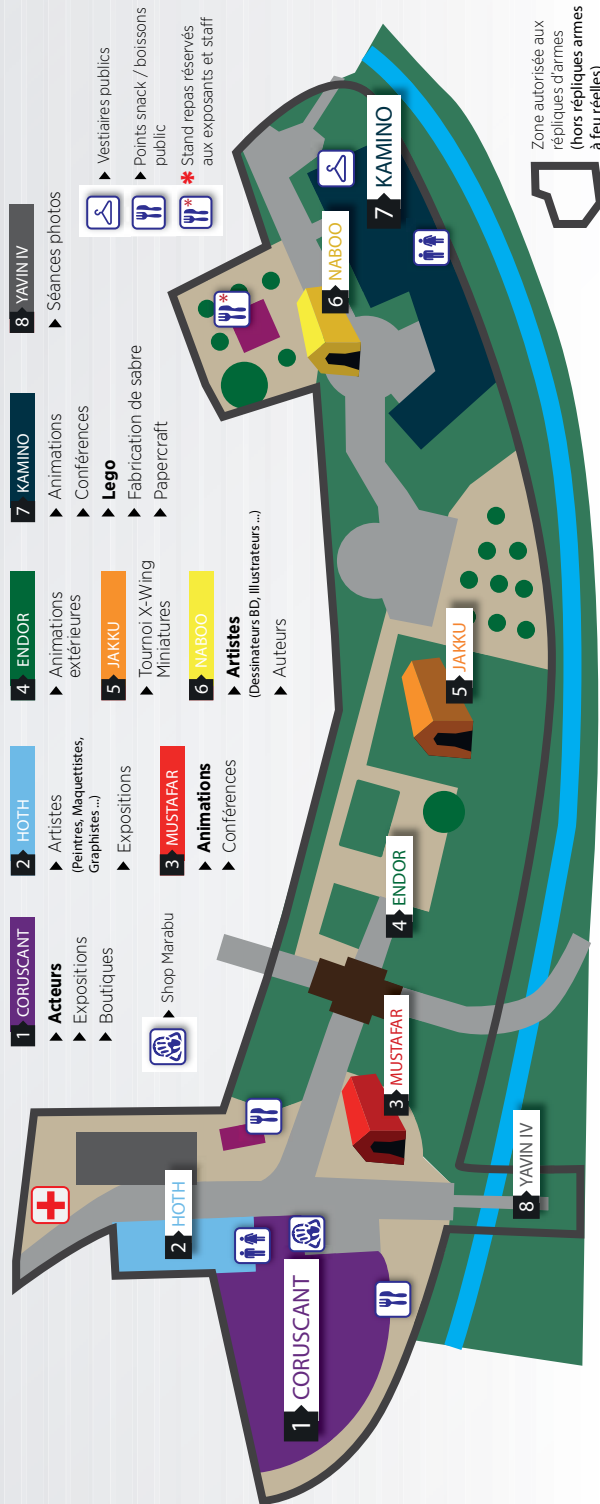 1 CORUSCANT
▶ Acteurs
▶ Expositions
▶ Boutiques
▶ Shop Marabu
2 HOTH
▶ Artistes
(Peintres, Maquettistes,
Graphistes ...)
▶ Expositions
3 MUSTAFAR
▶ Animations
▶ Conférences
4 ENDOR
▶ Animations
extérieures
5 JAKKU
▶ Tournoi X-Wing
Miniatures
6 NABOO
▶ Artistes
(Dessinateurs BD, Illustrateurs ...)
▶ Auteurs
7 KAMINO
▶ Animations
▶ Conférences
▶ Lego
▶ Fabrication de sabre
▶ Papercraft
8 YAVIN IV
▶ Séances photos
▶ Vestiaires publics
▶ Points snack / boissons
public
* Stand repas réservés
aux exposants et staff
1 CORUSCANT
2 HOTH
3 MUSTAFAR
4 ENDOR
5 JAKKU
6 NABOO
7 KAMINO
8 YAVIN IV
Zone autorisée aux
répliques d'armes
(hors répliques armes
à feu réelles)